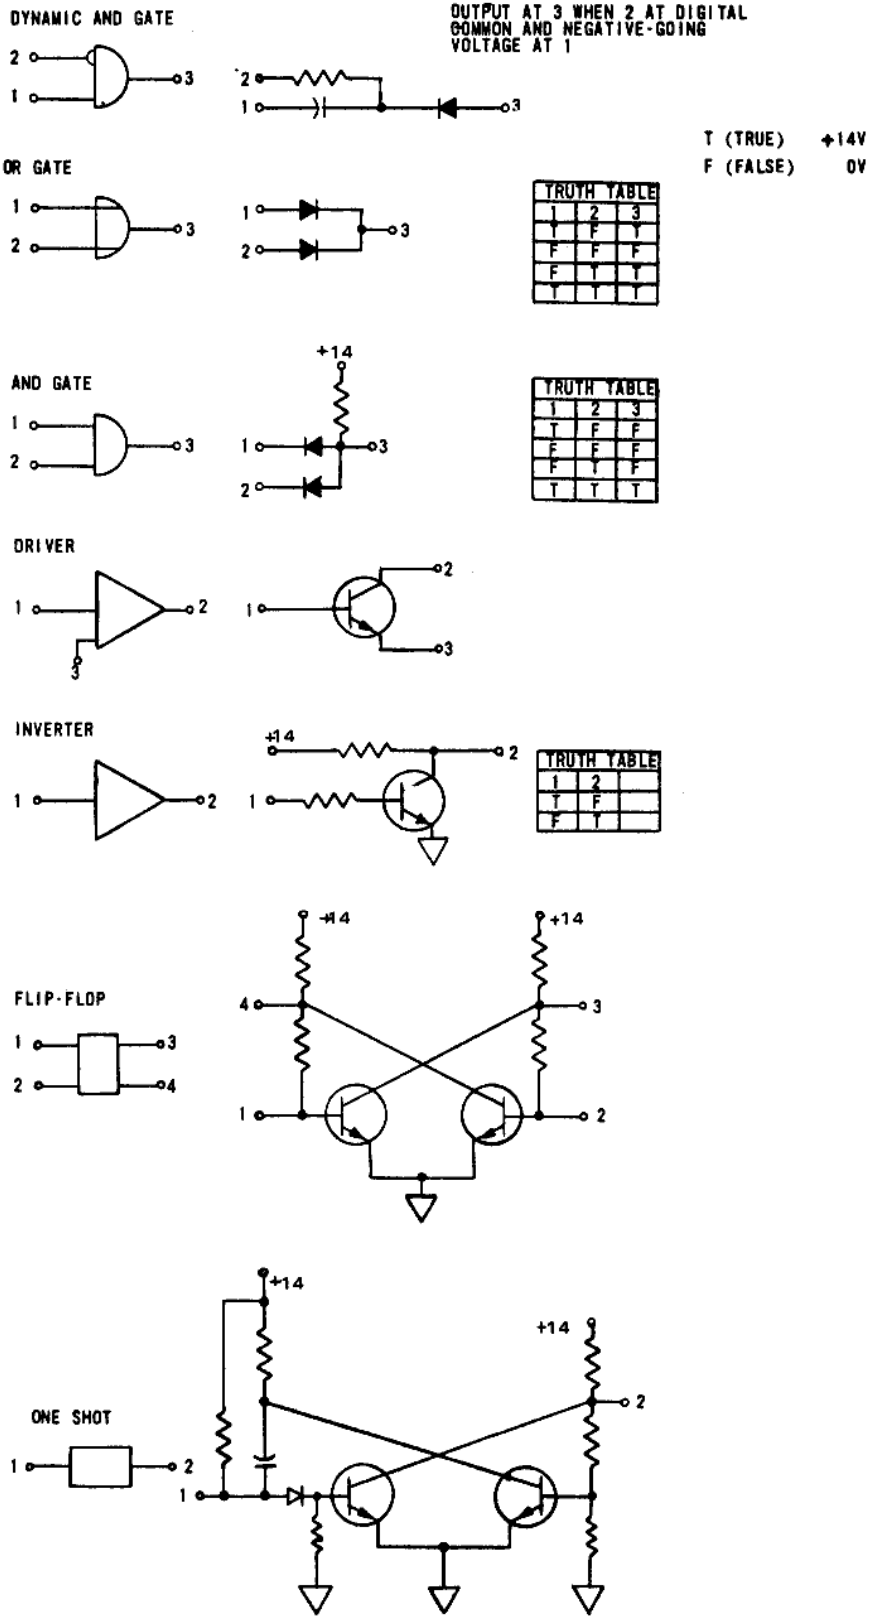 DYNAMIC AND GATE
OUTPUT AT 3 WHEN 2 AT DIGITAL
COMMON AND NEGATIVE-GOING
VOLTAGE AT 1
2 3
1
2
1 3
T (TRUE) +14V
F (FALSE) 0V
OR GATE
1
2 3
1
2 3
TRUTH TABLE
1 2 3
T F T
F F F
F T T
T T T
AND GATE
1
2 3
+14
1 3
2
TRUTH TABLE
1 2 3
T F F
F F F
F T F
T T T
DRIVER
1 2
3
1 2
3
INVERTER
1 2
+14
2
1
TRUTH TABLE
1 2
T F
F T
FLIP-FLOP
1 3
2 4
+14 +14
4 3
1 2
ONE SHOT
1 2
+14
+14
2
1